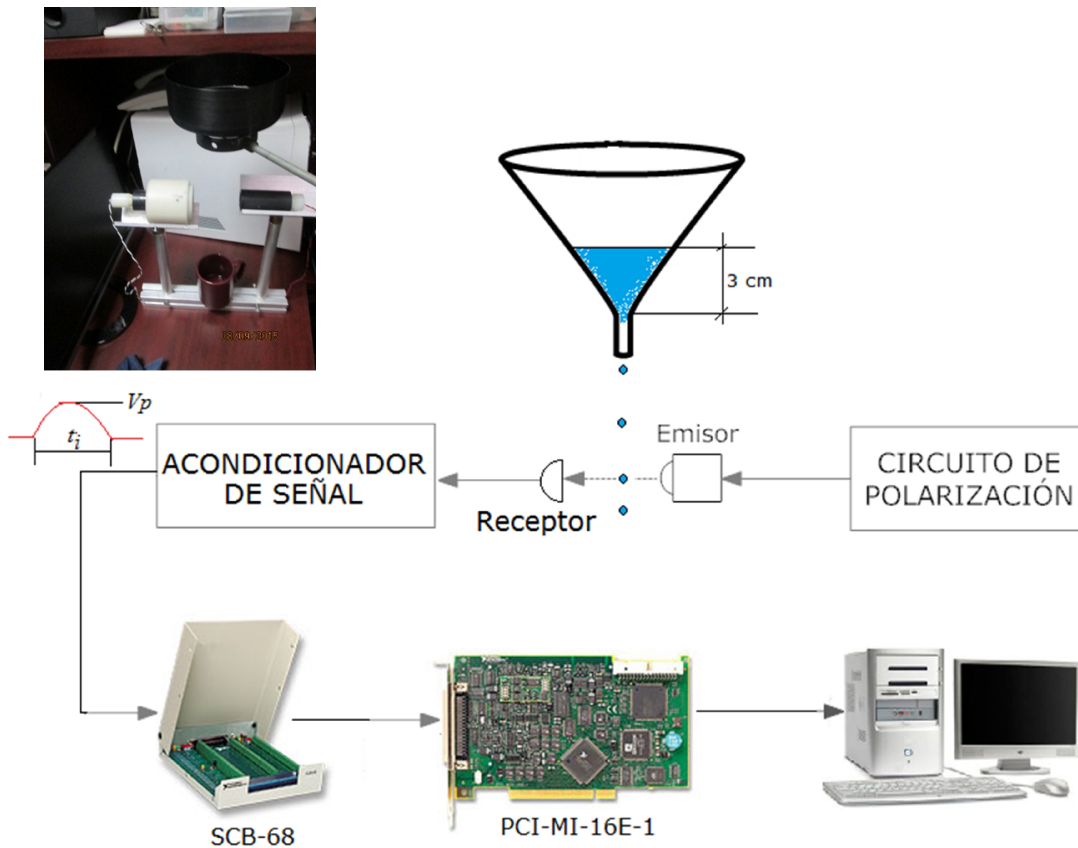 3 cm
Vp
ti
Emisor
ACONDICIONADOR
DE SEÑAL
CIRCUITO DE
POLARIZACIÓN
Receptor
SCB-68
PCI-MI-16E-1